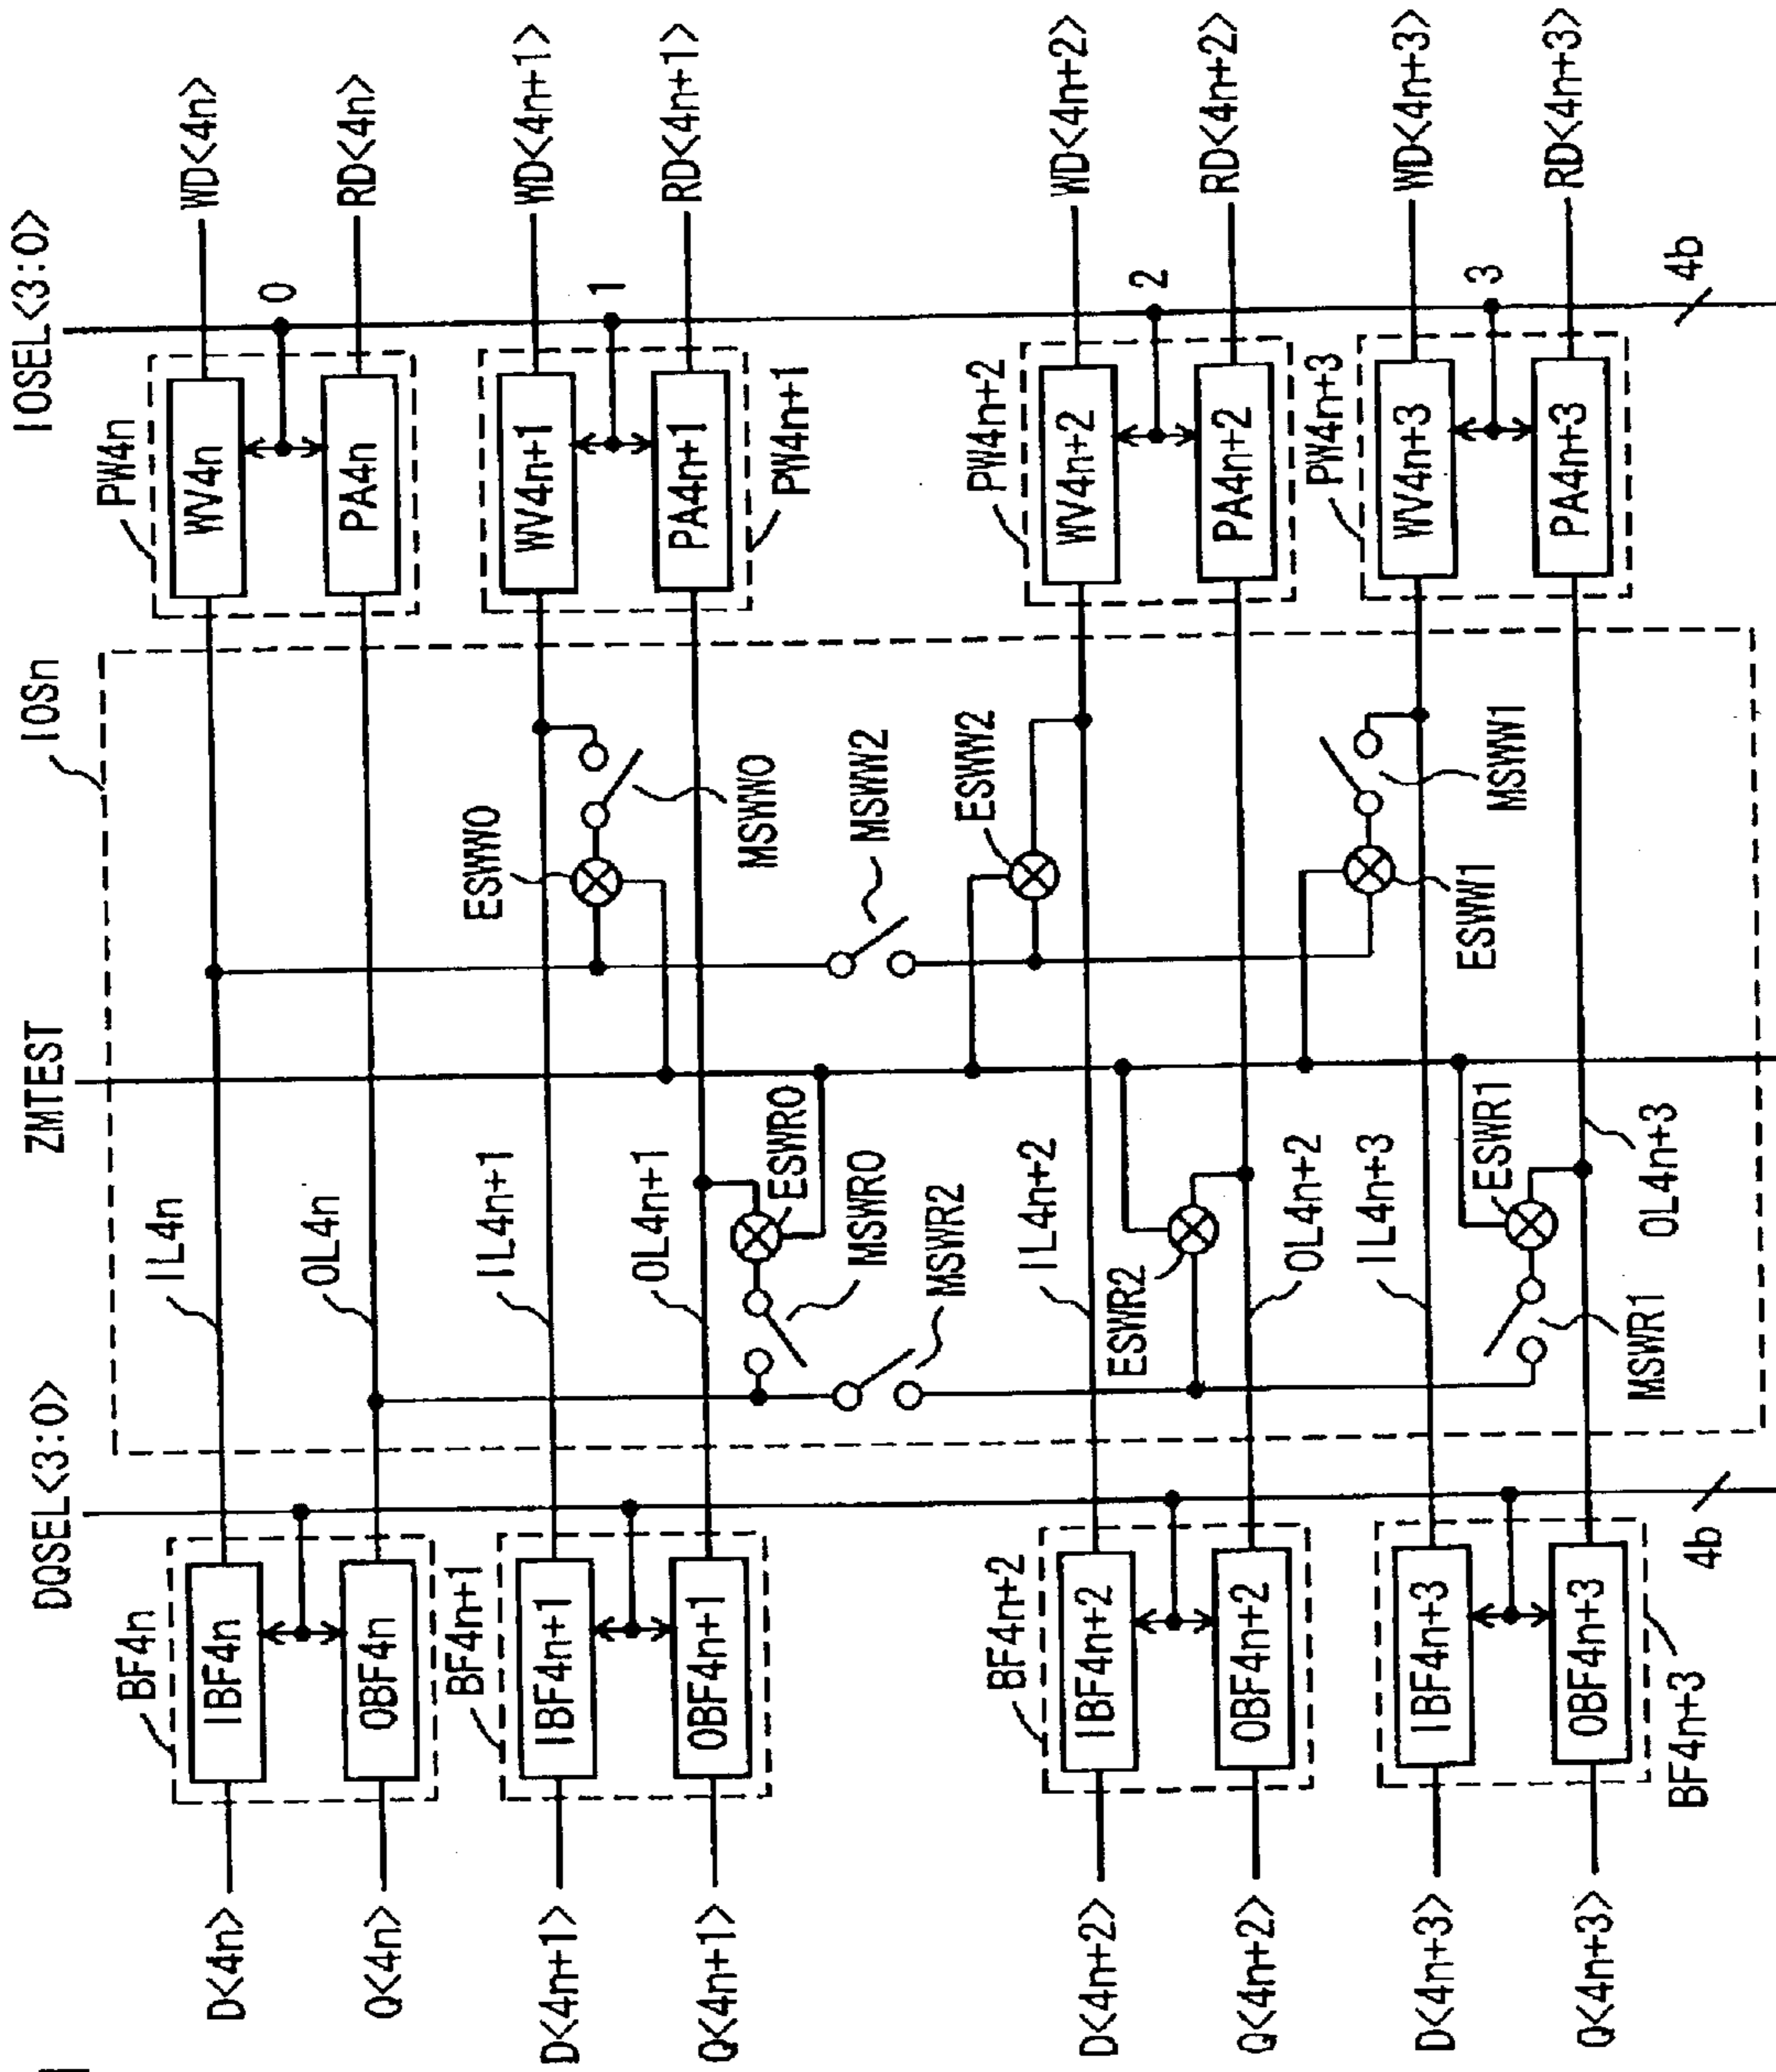 IOSEL<3:0>
IOSn
ZMTEST
DQSEL<3:0>
PW4n
WV4n
WD<4n>
0
PA4n
RD<4n>
IL4n
OL4n
BF4n
IBF4n
D<4n>
OBF4n
Q<4n>
WV4n+1
WD<4n+1>
1
PA4n+1
RD<4n+1>
PW4n+1
ESWW0
MSWW0
IL4n+1
OL4n+1
BF4n+1
IBF4n+1
D<4n+1>
OBF4n+1
Q<4n+1>
ESWR0
MSWR0
MSWR2
MSWW2
PW4n+2
WV4n+2
WD<4n+2>
2
PA4n+2
RD<4n+2>
ESWW2
IL4n+2
ESWR2
OL4n+2
BF4n+2
IBF4n+2
D<4n+2>
OBF4n+2
Q<4n+2>
PW4n+3
WV4n+3
WD<4n+3>
3
PA4n+3
RD<4n+3>
4b
MSWW1
ESWW1
IL4n+3
ESWR1
OL4n+3
MSWR1
IBF4n+3
D<4n+3>
OBF4n+3
Q<4n+3>
BF4n+3
4b